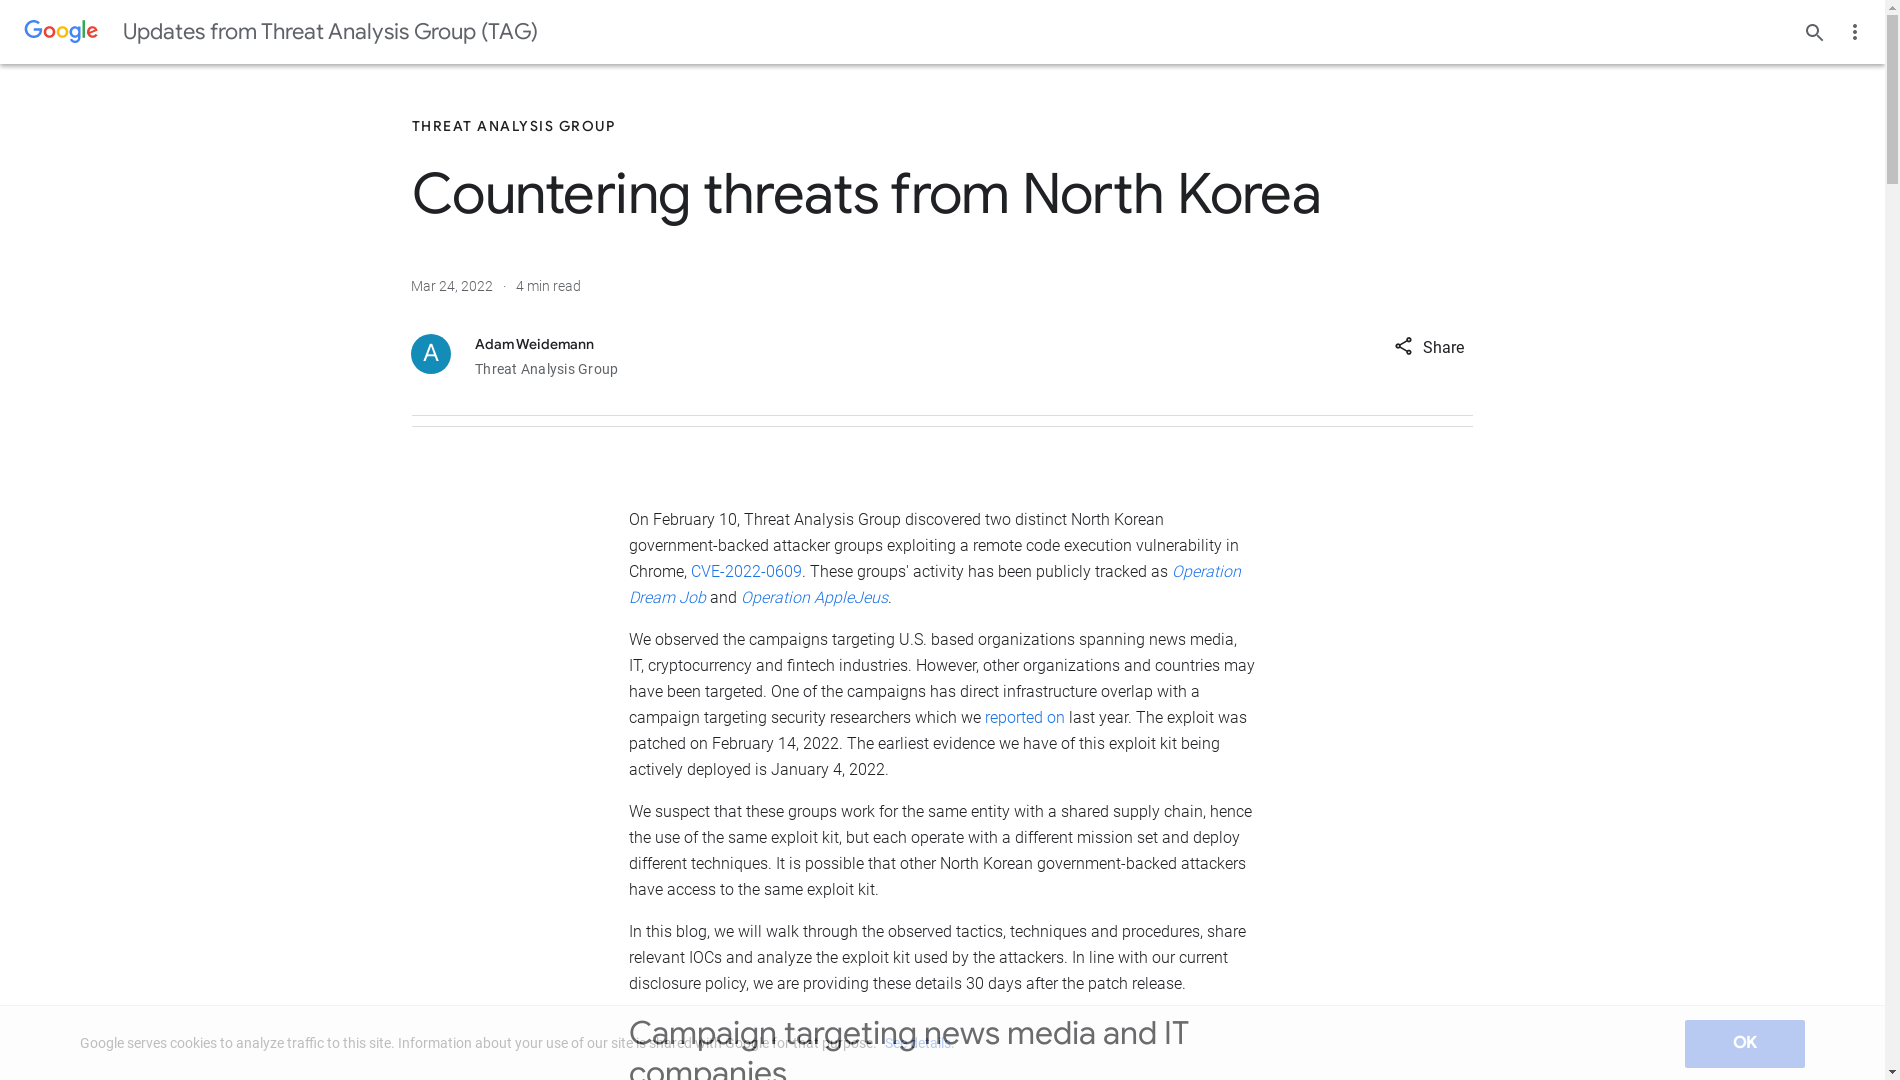 Google Updates from Threat Analysis Group (TAG)
THREAT ANALYSIS GROUP
Countering threats from North Korea
Mar 24, 2022 · 4 min read
A
Adam Weidemann
Threat Analysis Group
Share
On February 10, Threat Analysis Group discovered two distinct North Korean
government-backed attacker groups exploiting a remote code execution vulnerability in
Chrome, CVE-2022-0609. These groups' activity has been publicly tracked as Operation
Dream Job and Operation AppleJeus.
We observed the campaigns targeting U.S. based organizations spanning news media,
IT, cryptocurrency and fintech industries. However, other organizations and countries may
have been targeted. One of the campaigns has direct infrastructure overlap with a
campaign targeting security researchers which we reported on last year. The exploit was
patched on February 14, 2022. The earliest evidence we have of this exploit kit being
actively deployed is January 4, 2022.
We suspect that these groups work for the same entity with a shared supply chain, hence
the use of the same exploit kit, but each operate with a different mission set and deploy
different techniques. It is possible that other North Korean government-backed attackers
have access to the same exploit kit.
In this blog, we will walk through the observed tactics, techniques and procedures, share
relevant IOCs and analyze the exploit kit used by the attackers. In line with our current
disclosure policy, we are providing these details 30 days after the patch release.
Campaign targeting news media and IT
companies
Google serves cookies to analyze traffic to this site. Information about your use of our site is shared with Google for that purpose. See details.
OK